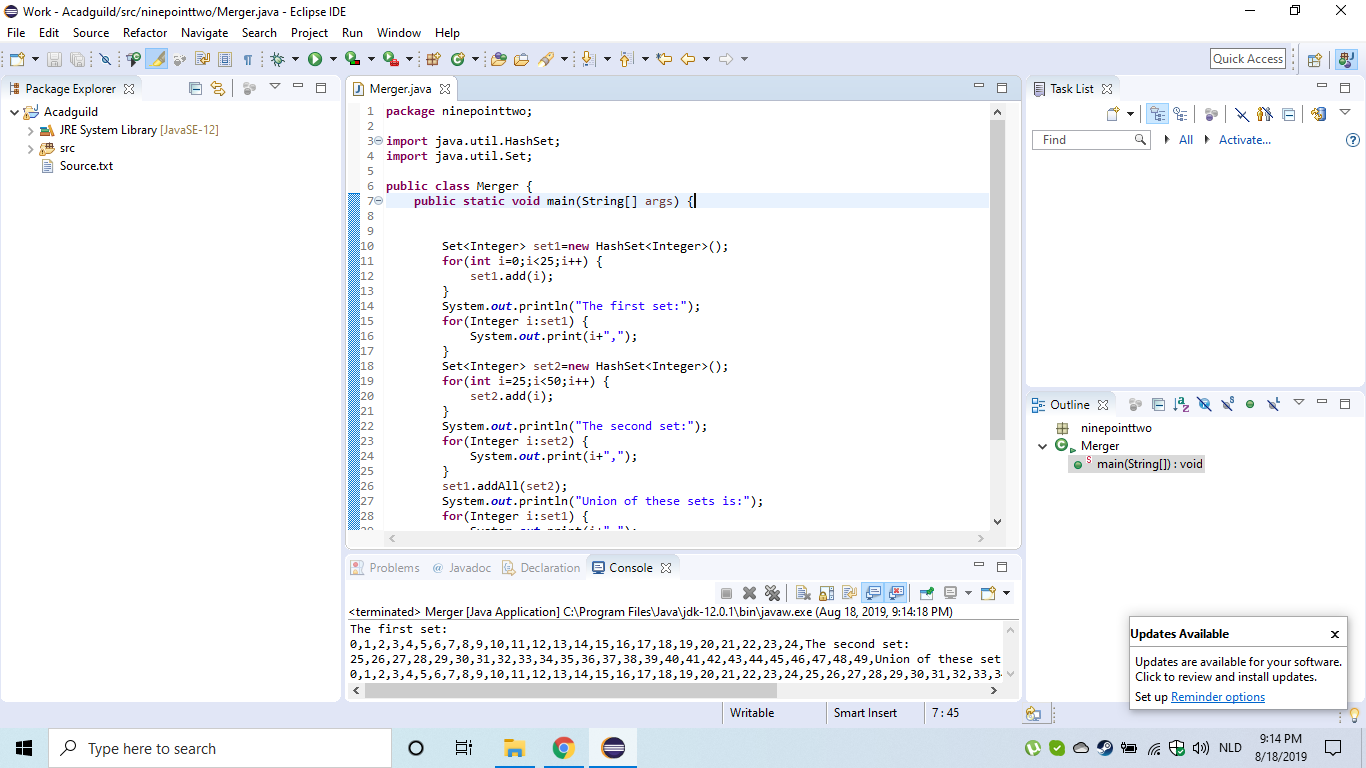 Work - Acadguild/src/ninepointtwo/Merger.java - Eclipse IDE
File Edit Source Refactor Navigate Search Project Run Window Help
Quick Access
Package Explorer
Acadguild
JRE System Library [JavaSE-12]
src
Source.txt
Merger.java
1 package ninepointtwo;
2
3 import java.util.HashSet;
4 import java.util.Set;
5
6 public class Merger {
7 public static void main(String[] args) {
8
9
10 Set<Integer> set1=new HashSet<Integer>();
11 for(int i=0;i<25;i++) {
12 set1.add(i);
13 }
14 System.out.println("The first set:");
15 for(Integer i:set1) {
16 System.out.print(i+",");
17 }
18 Set<Integer> set2=new HashSet<Integer>();
19 for(int i=25;i<50;i++) {
20 set2.add(i);
21 }
22 System.out.println("The second set:");
23 for(Integer i:set2) {
24 System.out.print(i+",");
25 }
26 set1.addAll(set2);
27 System.out.println("Union of these sets is:");
28 for(Integer i:set1) {
29 System.out.print(i+",");
Task List
Find
All
Activate...
Outline
ninepointtwo
Merger
main(String[]) : void
Problems @ Javadoc Declaration Console
<terminated> Merger [Java Application] C:\Program Files\Java\jdk-12.0.1\bin\javaw.exe (Aug 18, 2019, 9:14:18 PM)
The first set:
0,1,2,3,4,5,6,7,8,9,10,11,12,13,14,15,16,17,18,19,20,21,22,23,24,The second set:
25,26,27,28,29,30,31,32,33,34,35,36,37,38,39,40,41,42,43,44,45,46,47,48,49,Union of these set
0,1,2,3,4,5,6,7,8,9,10,11,12,13,14,15,16,17,18,19,20,21,22,23,24,25,26,27,28,29,30,31,32,33,34
Updates Available
Updates are available for your software.
Click to review and install updates.
Set up Reminder options
Writable Smart Insert 7 : 45
Type here to search
NLD
9:14 PM
8/18/2019